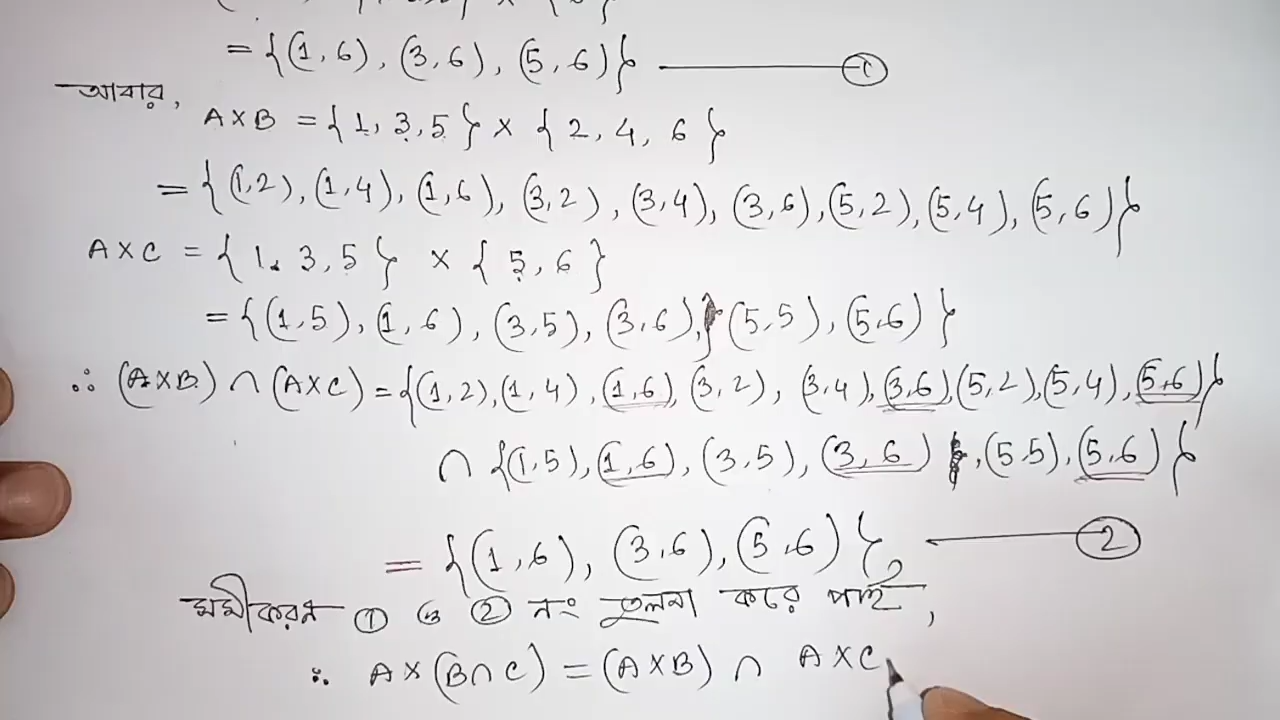 = {(1,6), (3,6), (5,6)} ①
আবার,
A×B = {1, 3, 5} × {2, 4, 6}
= {(1,2), (1,4), (1,6), (3,2), (3,4), (3,6), (5,2), (5,4), (5,6)}
A×C = {1, 3, 5} × {5, 6}
= {(1,5), (1,6), (3,5), (3,6), (5,5), (5,6)}
∴ (A×B) ∩ (A×C) = {(1,2), (1,4), (1,6), (3,2), (3,4), (3,6), (5,2), (5,4), (5,6)}
∩ {(1,5), (1,6), (3,5), (3,6), (5,5), (5,6)}
= {(1,6), (3,6), (5,6)} ②
সমীকরণ ① ও ② নং তুলনা করে পাই,
∴ A×(B∩C) = (A×B) ∩ A×C